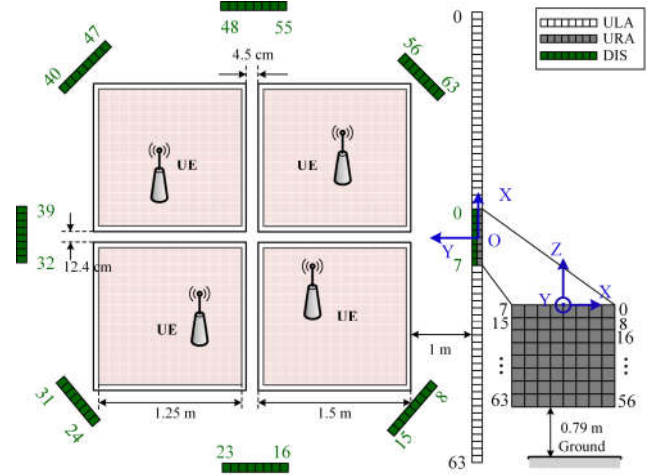 48 55
0
ULA
URA
DIS
47
40
4.5 cm
56
63
UE
UE
39
32
12.4 cm
0
7
X
Y
O
Z
X
Y
UE
UE
7
15
63
0
8
16
56
1 m
31
24
8
15
1.25 m
1.5 m
0.79 m
Ground
23 16
63